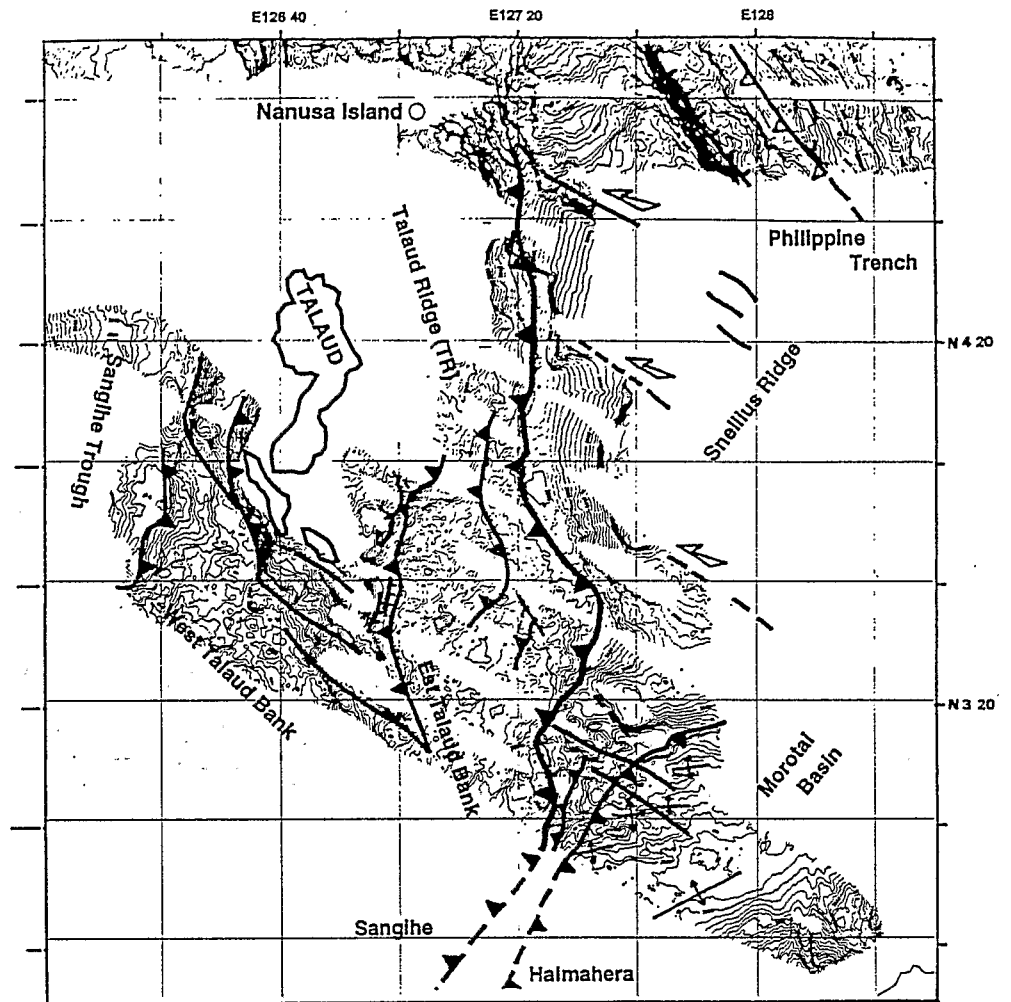 E126 40
E127 20
E128
Nanusa Island
Philippine
Trench
Talaud Ridge (TR)
TALAUD
N 4 20
Sangihe Trough
Snellius Ridge
West Talaud Bank
Est Talaud Bank
N 3 20
Morotai
Basin
Sangihe
Halmahera